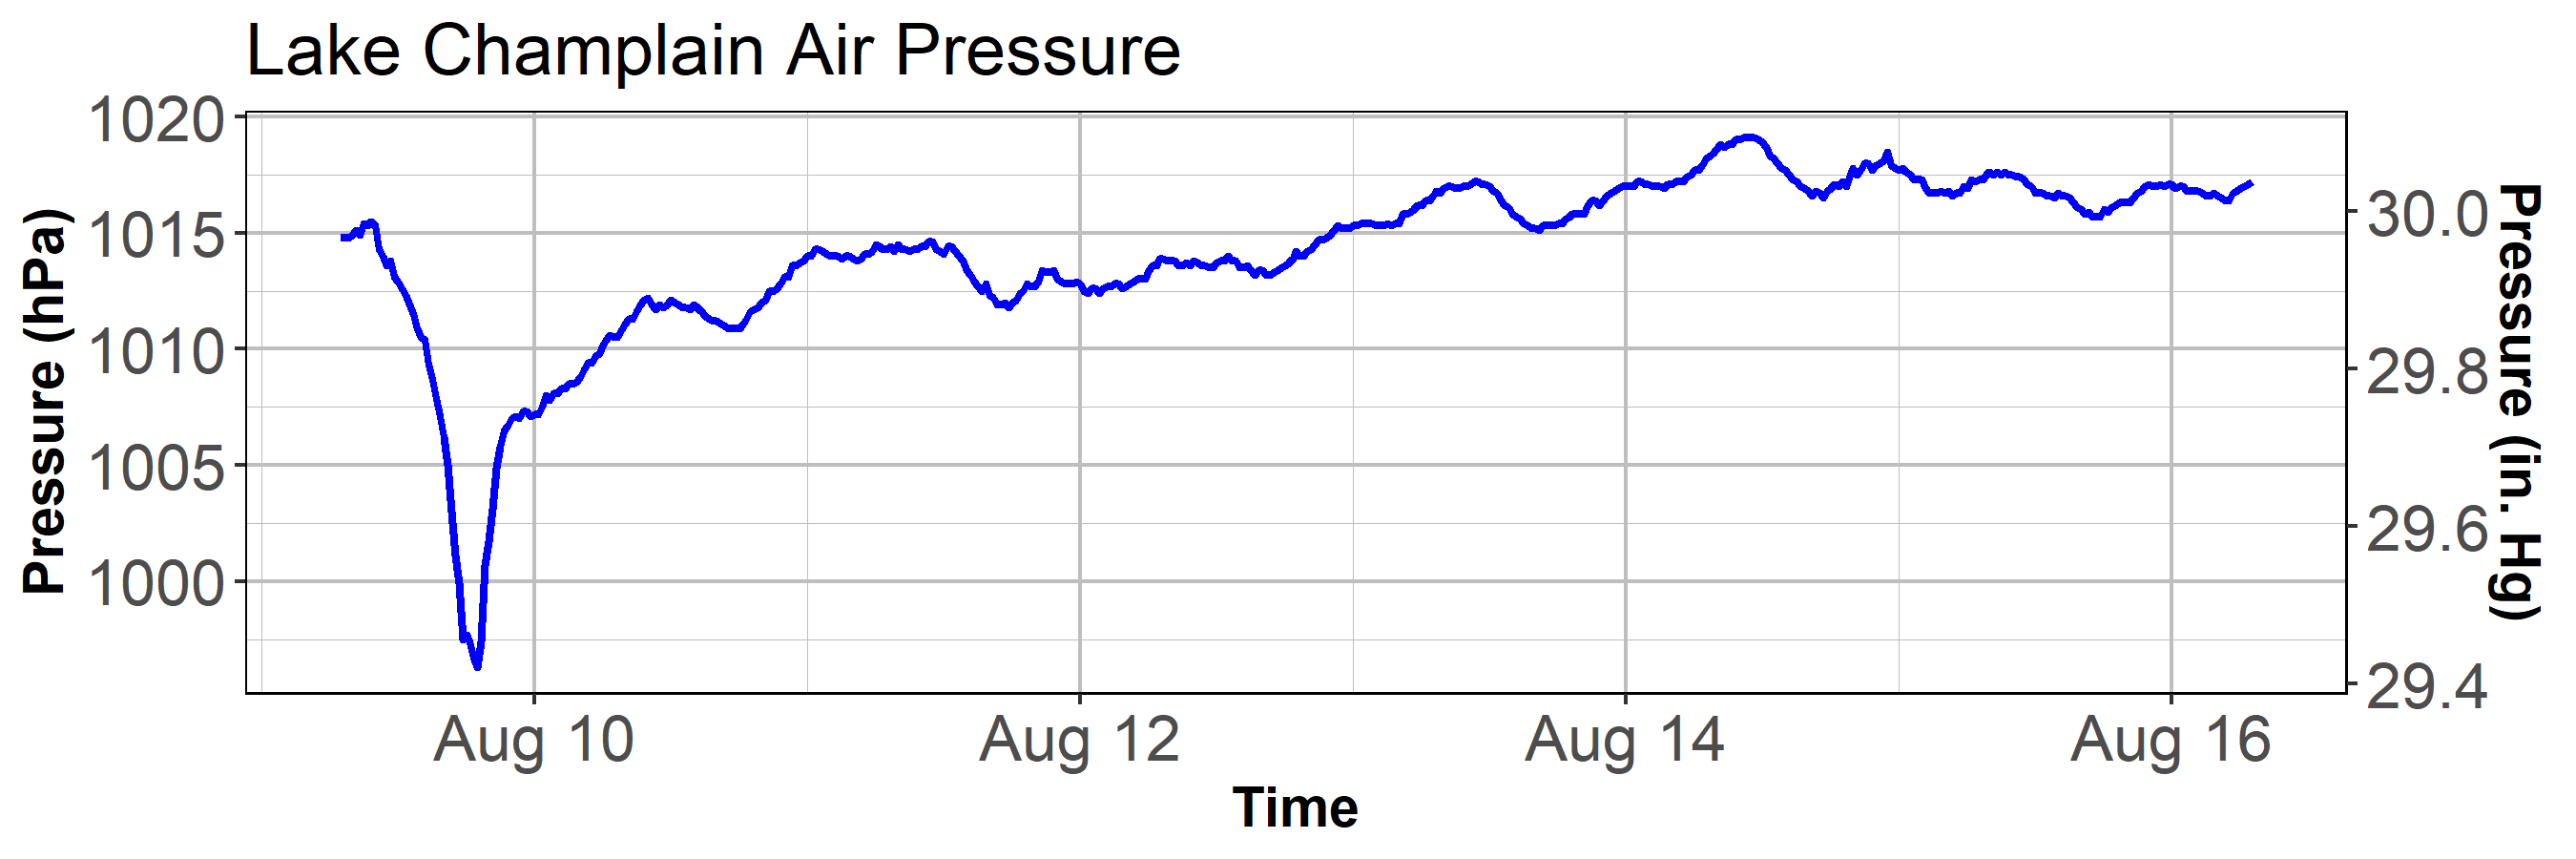 Lake Champlain Air Pressure
1020
1015
1010
1005
1000
Pressure (hPa)
30.0
29.8
29.6
29.4
Pressure (in. Hg)
Aug 10 Aug 12 Aug 14 Aug 16
Time